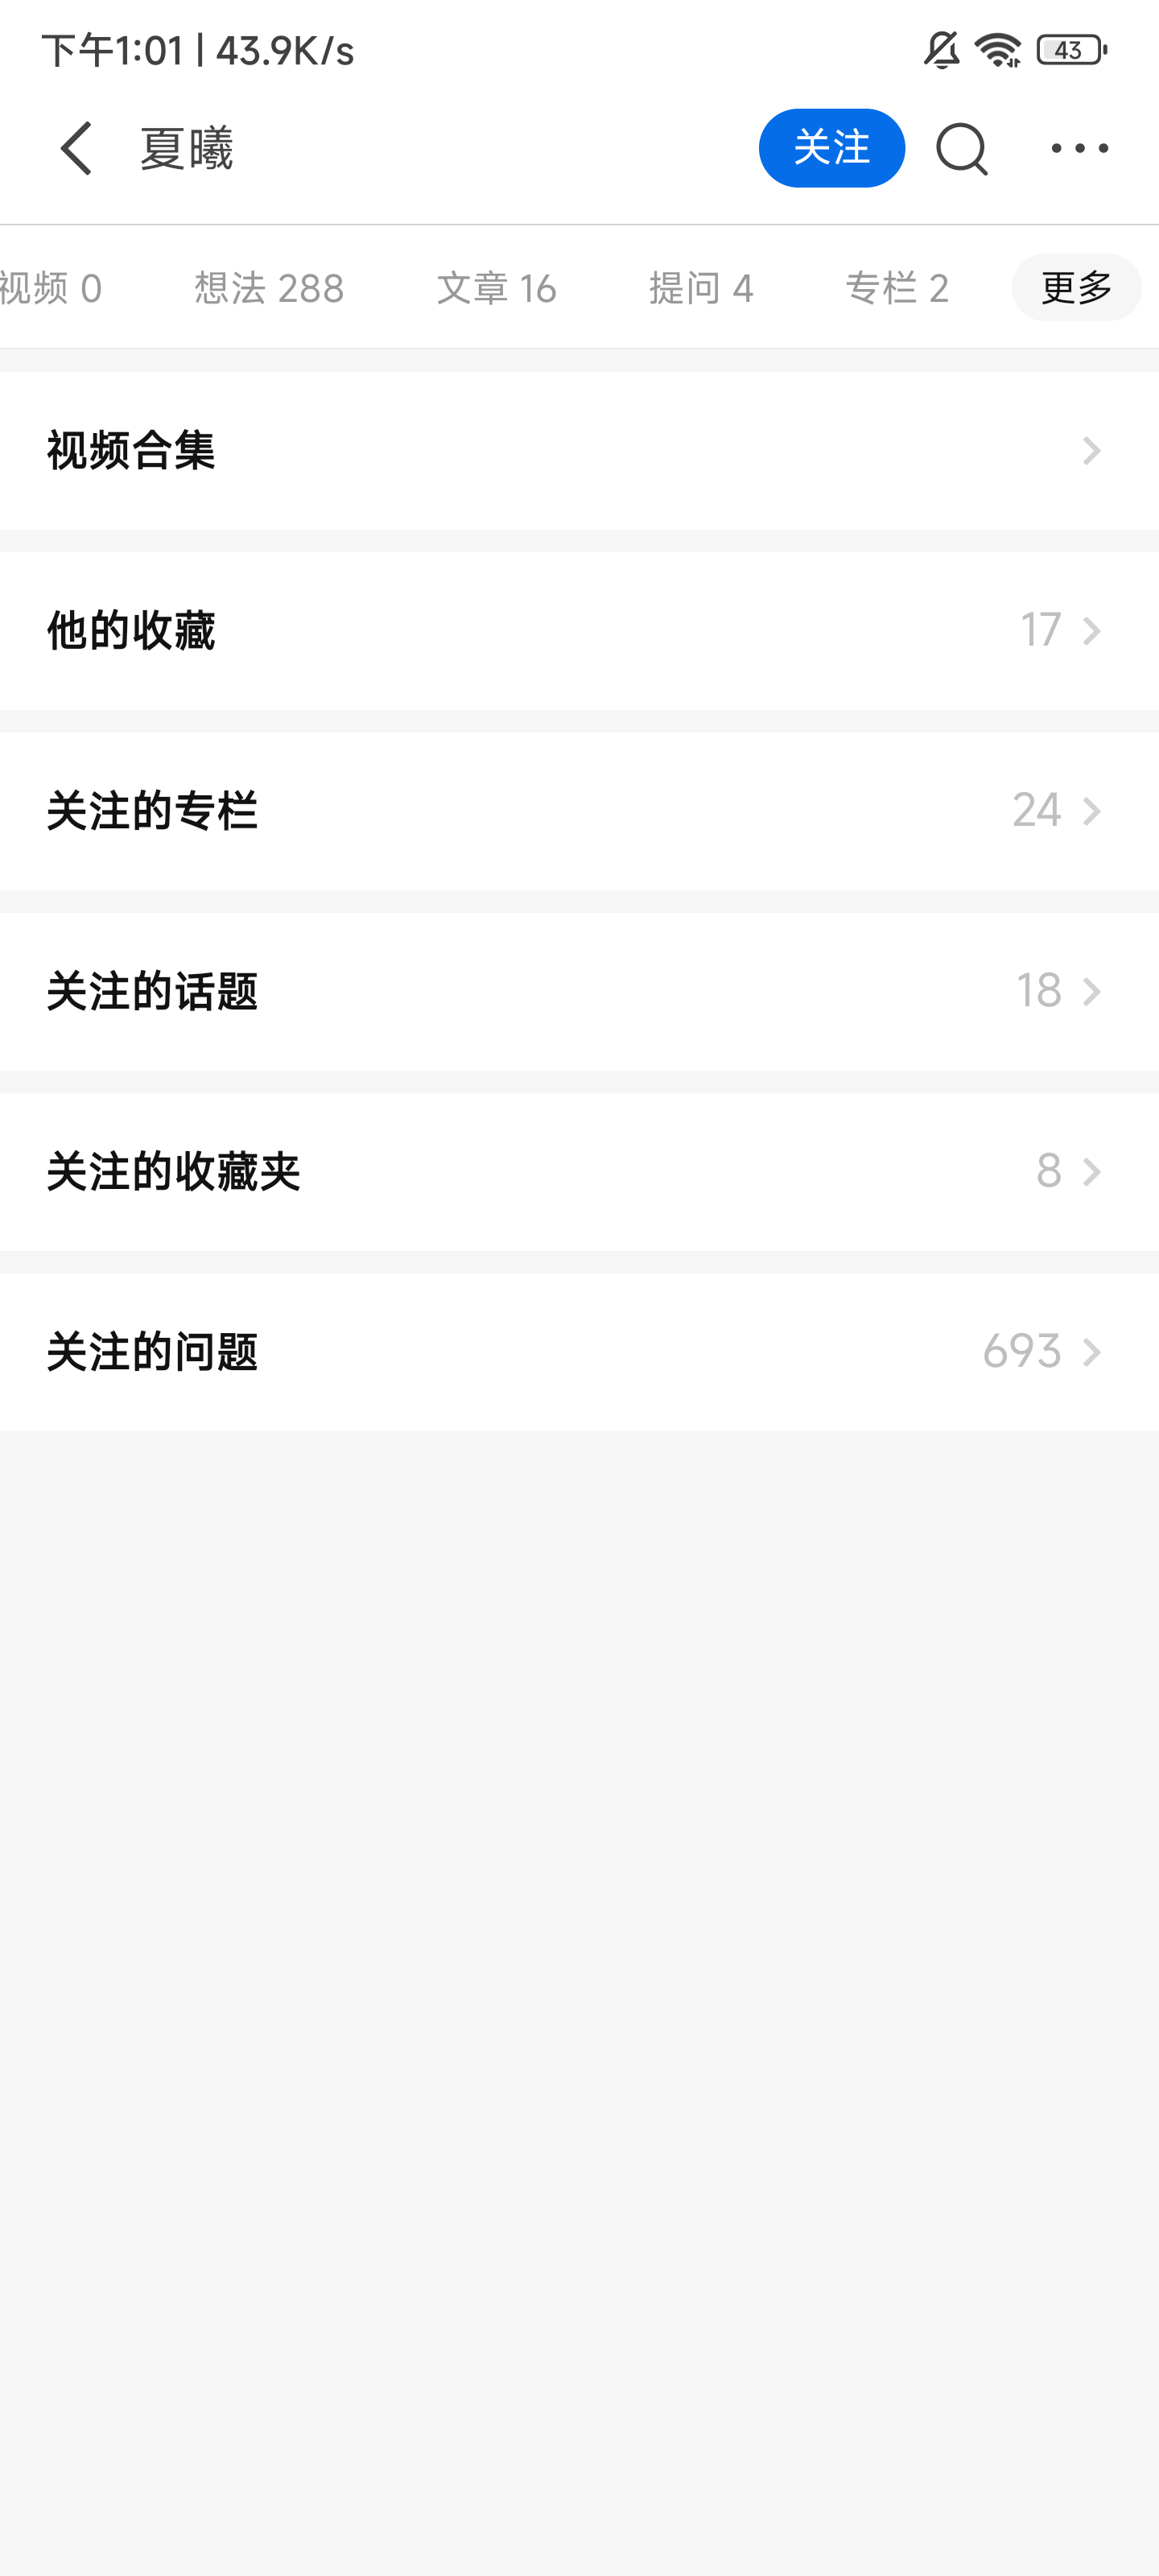 下午1:01 | 43.9K/s 43
夏曦 关注
视频 0 想法 288 文章 16 提问 4 专栏 2 更多
视频合集
他的收藏 17
关注的专栏 24
关注的话题 18
关注的收藏夹 8
关注的问题 693